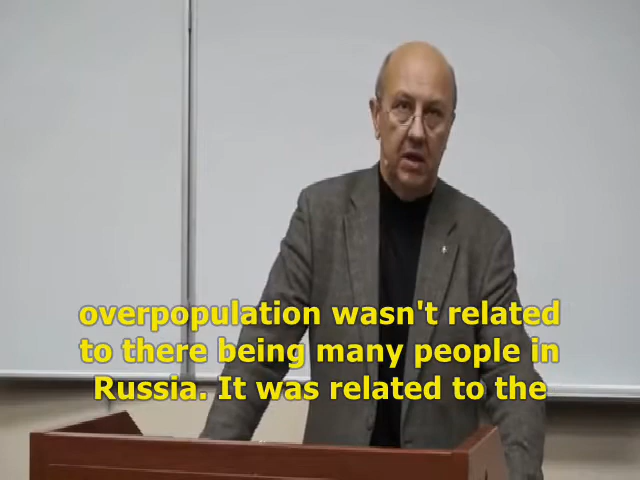 overpopulation wasn't related
to there being many people in
Russia. It was related to the